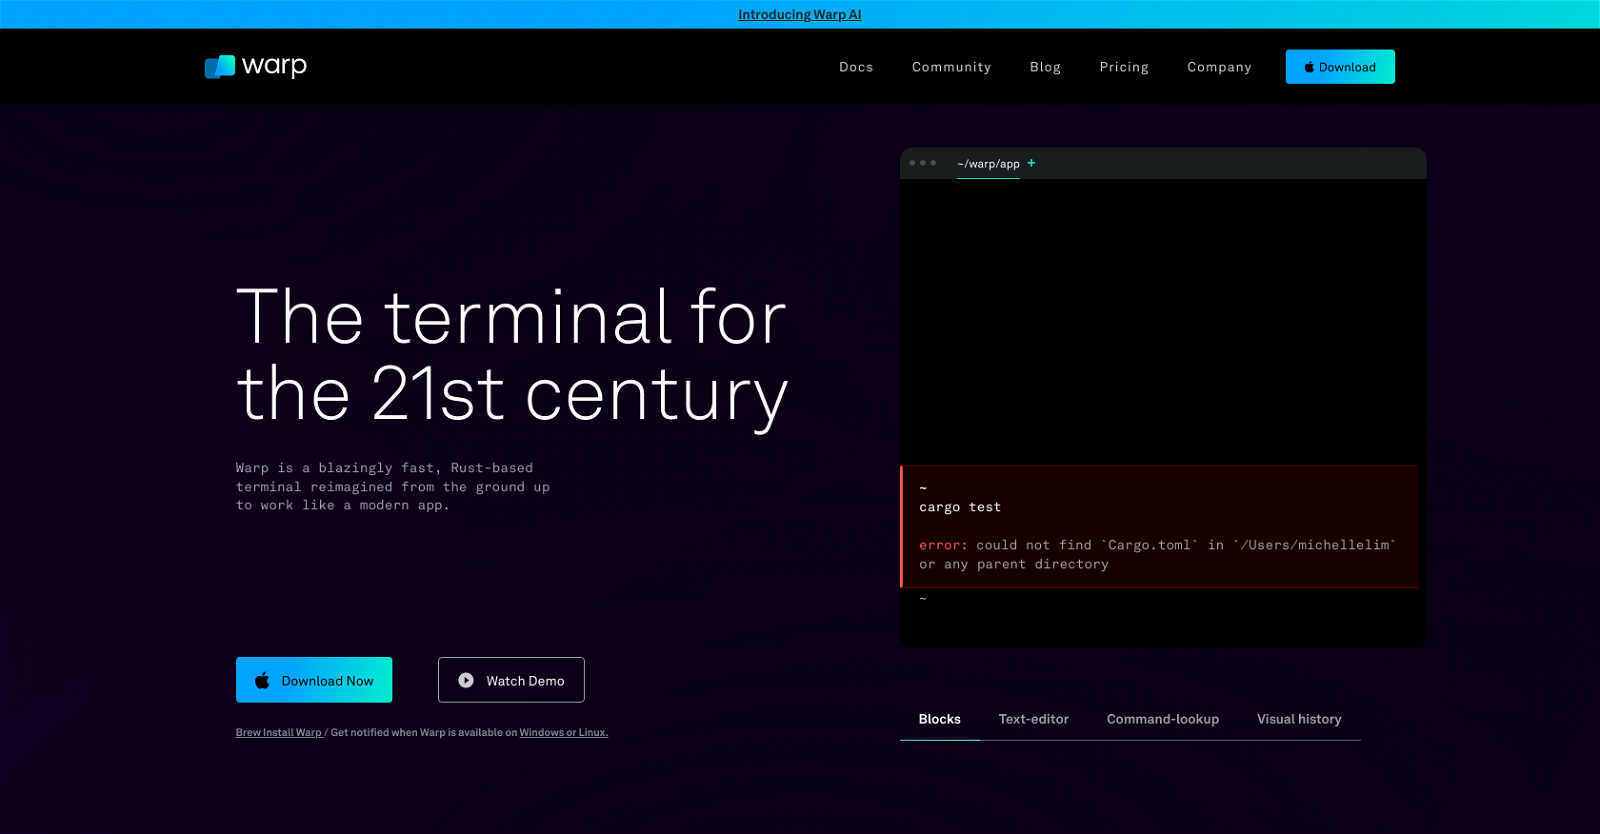 Introducing Warp AI
warp
Docs
Community
Blog
Pricing
Company
Download
~/warp/app +
The terminal for
the 21st century
Warp is a blazingly fast, Rust-based
terminal reimagined from the ground up
to work like a modern app.
~
cargo test
error: could not find `Cargo.toml` in `/Users/michellelim`
or any parent directory
~
Download Now
Watch Demo
Brew Install Warp / Get notified when Warp is available on Windows or Linux.
Blocks
Text-editor
Command-lookup
Visual history